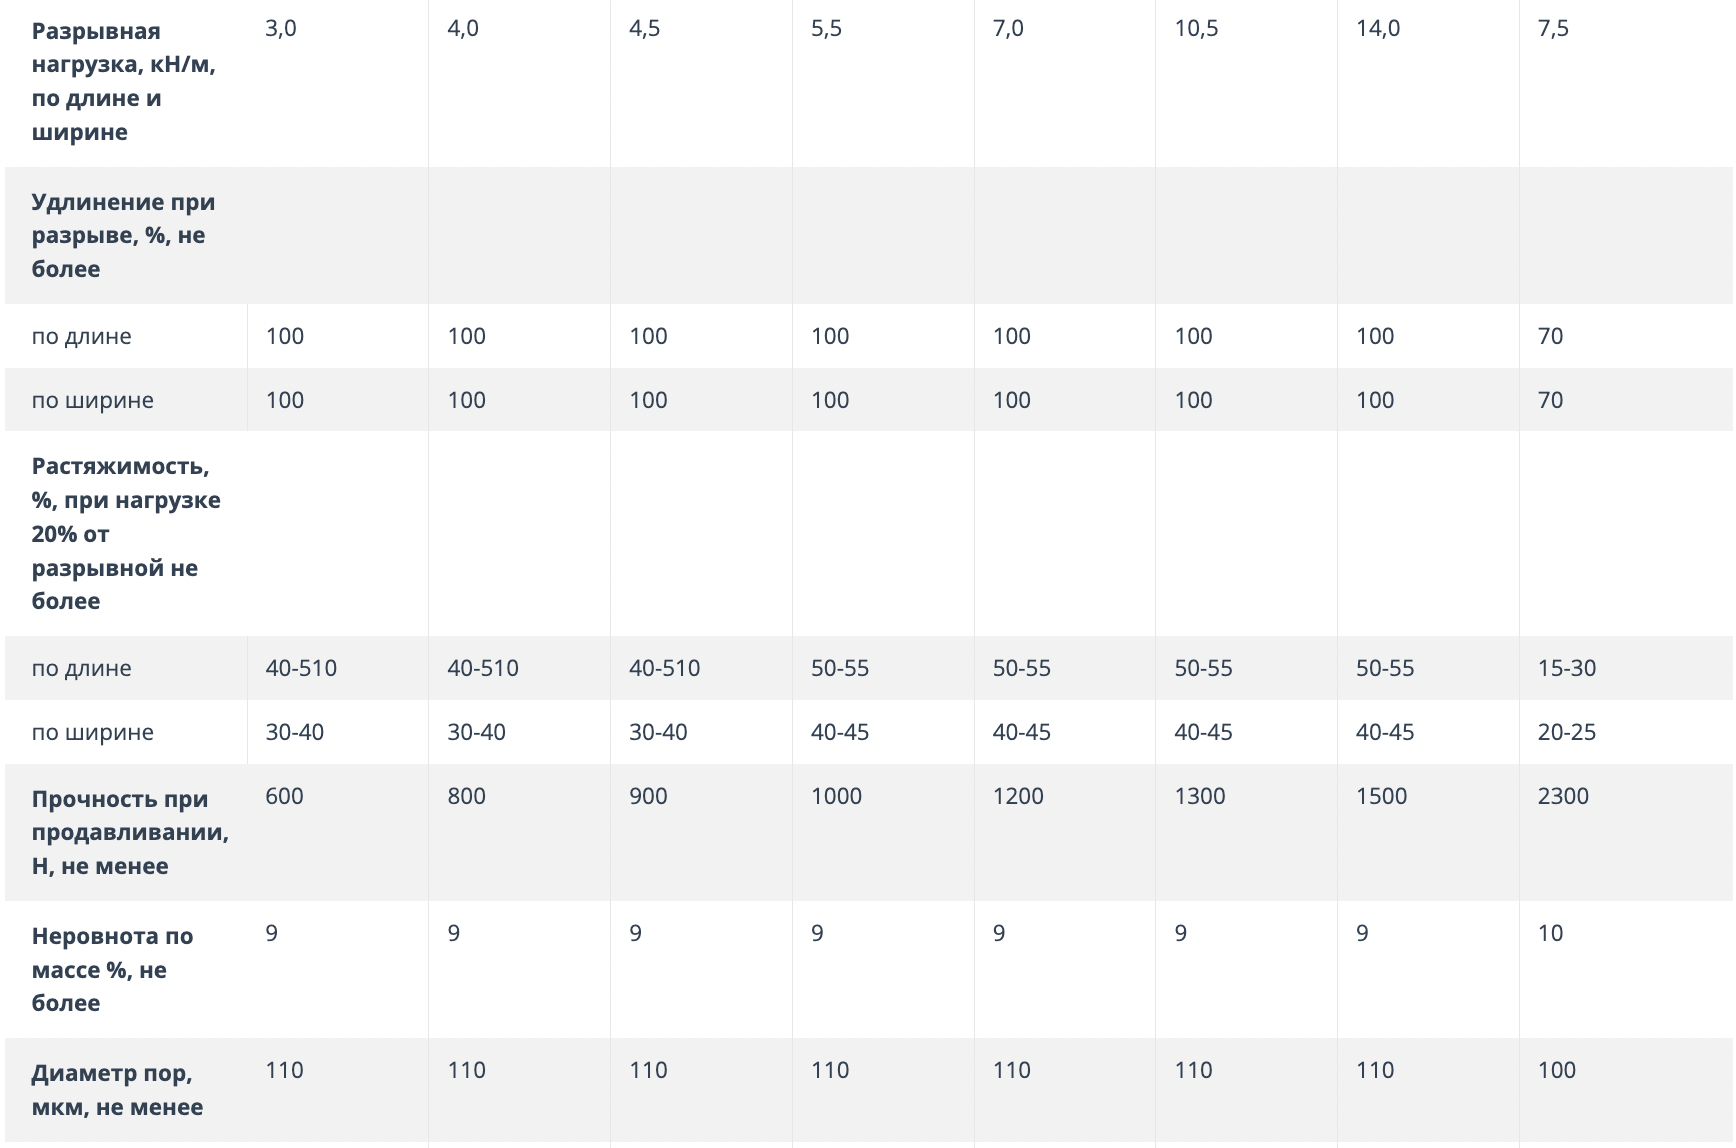 Разрывная нагрузка, кН/м, по длине и ширине 3,0 4,0 4,5 5,5 7,0 10,5 14,0 7,5
Удлинение при разрыве, %, не более
по длине 100 100 100 100 100 100 100 70
по ширине 100 100 100 100 100 100 100 70
Растяжимость, %, при нагрузке 20% от разрывной не более
по длине 40-510 40-510 40-510 50-55 50-55 50-55 50-55 15-30
по ширине 30-40 30-40 30-40 40-45 40-45 40-45 40-45 20-25
Прочность при продавливании, Н, не менее 600 800 900 1000 1200 1300 1500 2300
Неровнота по массе %, не более 9 9 9 9 9 9 9 10
Диаметр пор, мкм, не менее 110 110 110 110 110 110 110 100